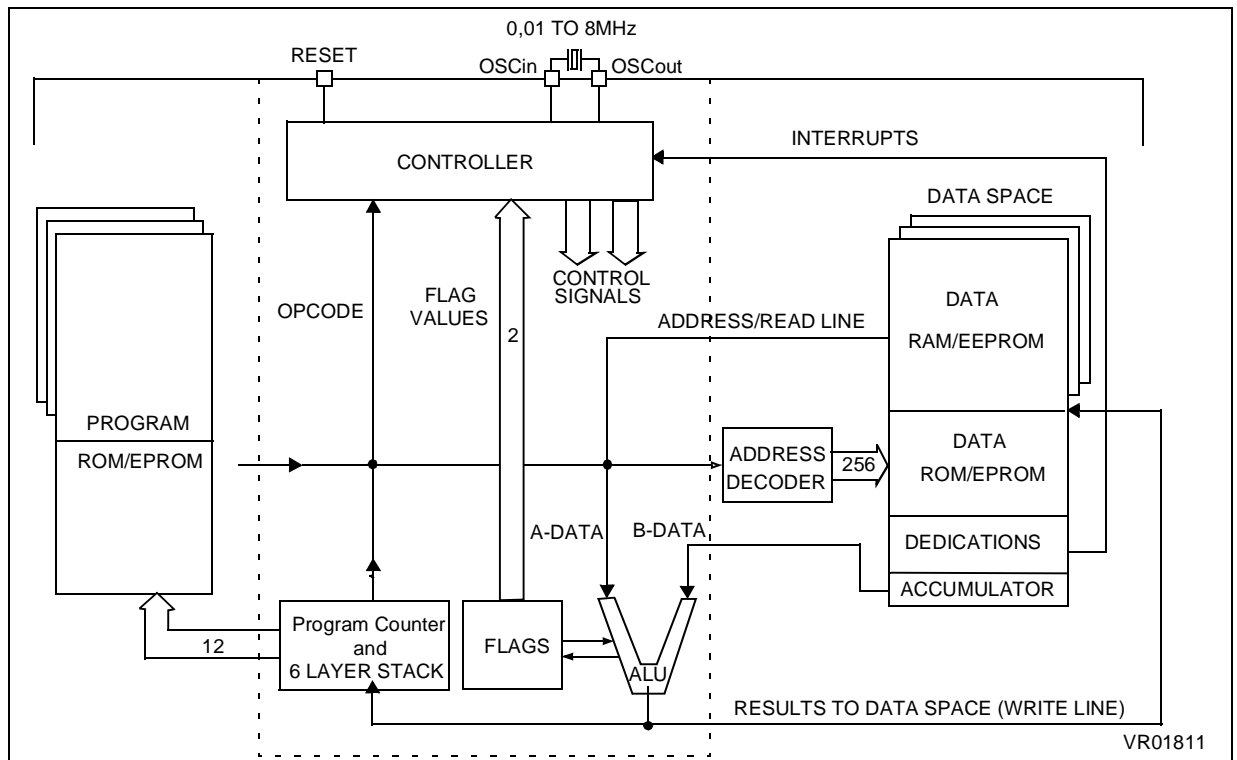 0,01 TO 8MHz
RESET
OSCin
OSCout
INTERRUPTS
CONTROLLER
DATA SPACE
CONTROL
SIGNALS
OPCODE
FLAG
VALUES
2
ADDRESS/READ LINE
DATA
RAM/EEPROM
PROGRAM
ROM/EPROM
ADDRESS
DECODER
256
DATA
ROM/EPROM
A-DATA
B-DATA
DEDICATIONS
ACCUMULATOR
12
Program Counter
and
6 LAYER STACK
FLAGS
ALU
RESULTS TO DATA SPACE (WRITE LINE)
VR01811